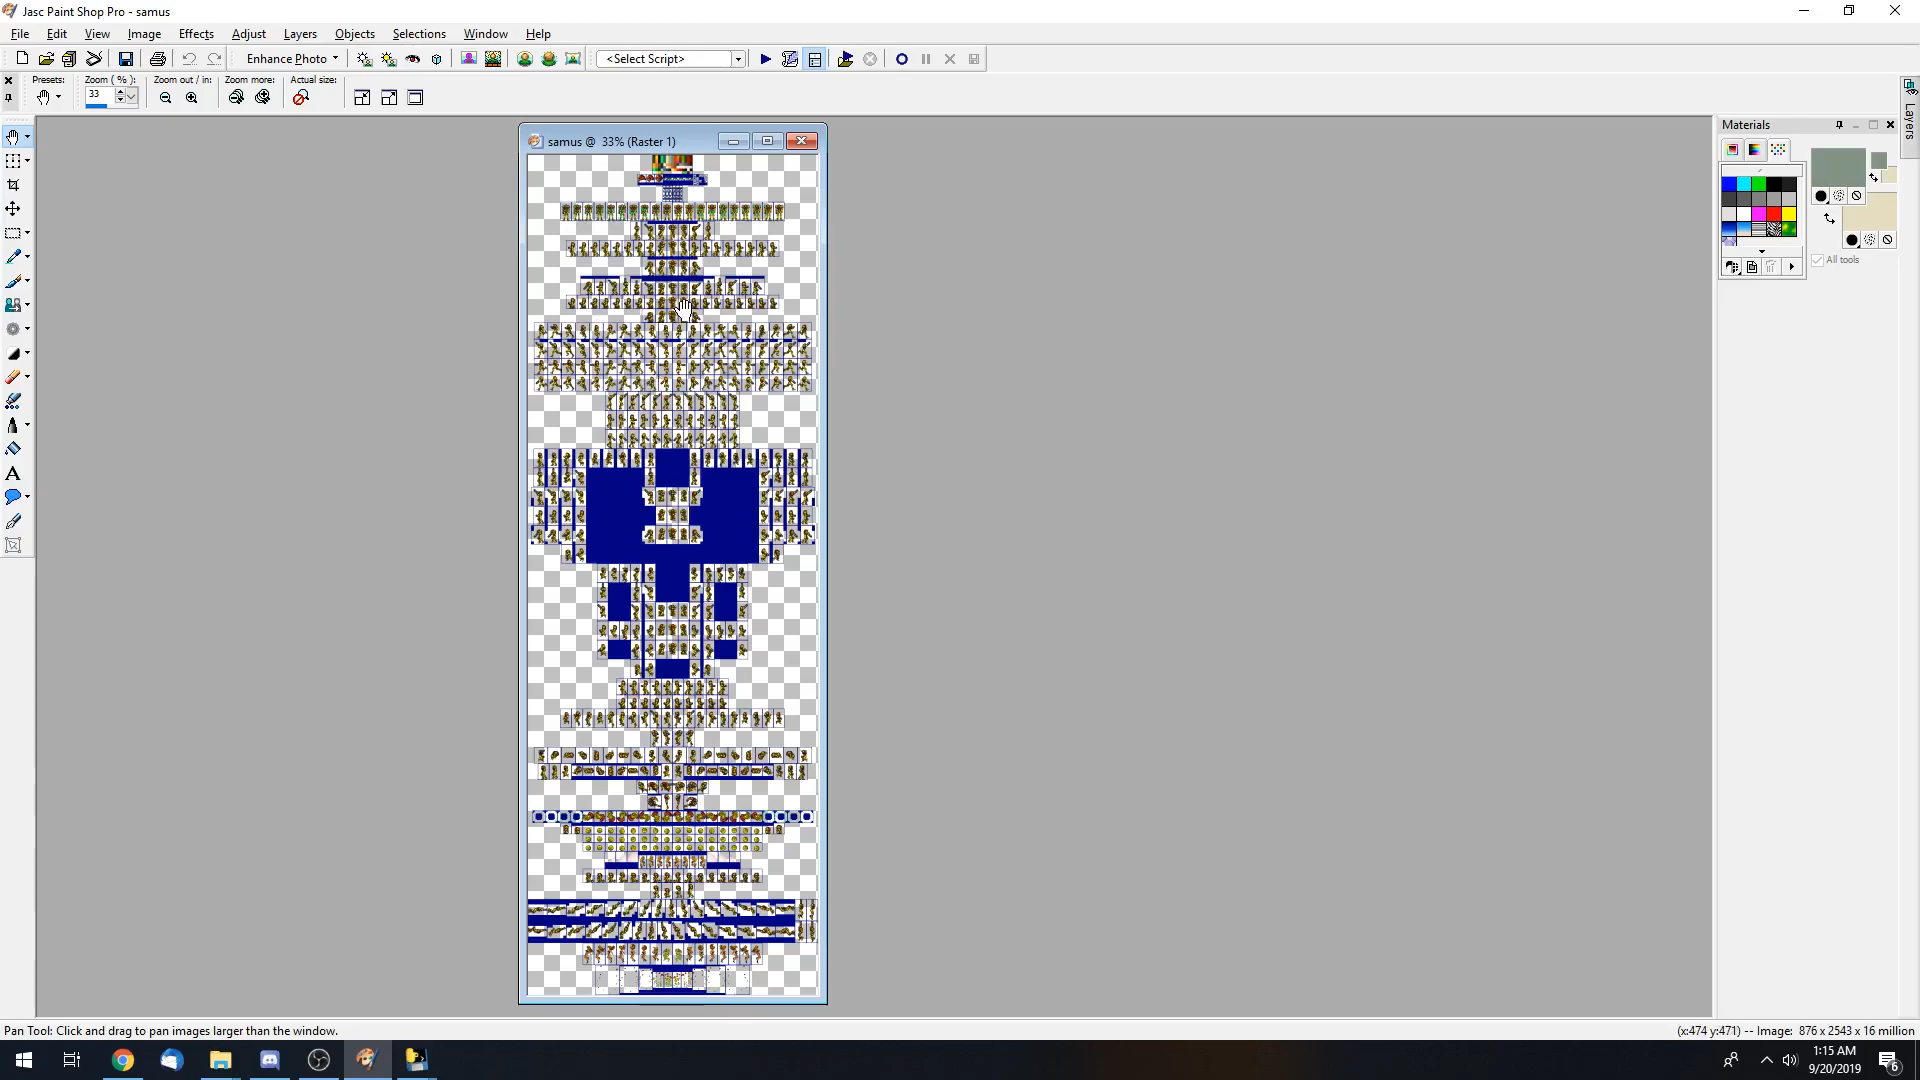 Jasc Paint Shop Pro - samus
File Edit View Image Effects Adjust Layers Objects Selections Window Help
Enhance Photo
<Select Script>
Presets: Zoom ( % ): Zoom out / in: Zoom more: Actual size:
33
samus @ 33% (Raster 1)
Materials
Layers
All tools
A
Pan Tool: Click and drag to pan images larger than the window.
(x:474 y:471) -- Image: 876 x 2543 x 16 million
1:15 AM
9/20/2019
6